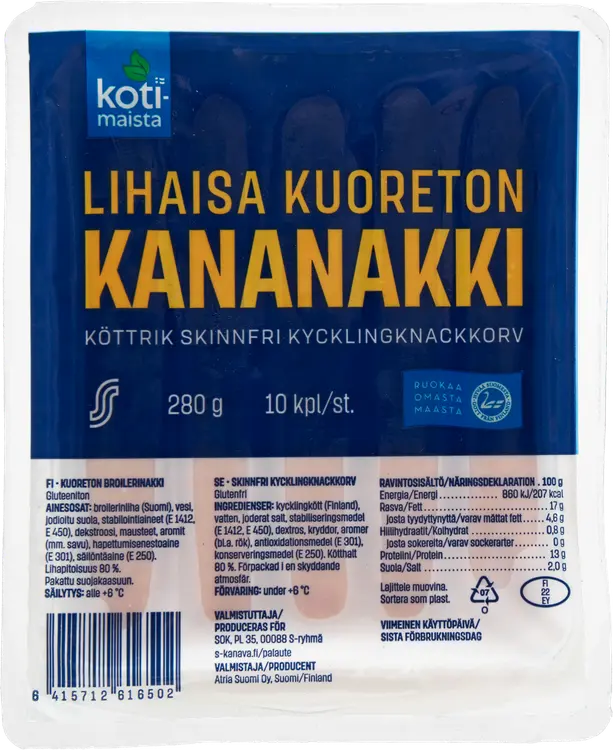 koti-
maista
LIHAISA KUORETON
KANANAKKI
KÖTTRIK SKINNFRI KYCKLINGKNACKKORV
280 g 10 kpl/st.
RUOKAA
OMASTA
MAASTA
FI • KUORETON BROILERINAKKI
Gluteeniton
AINESOSAT: broileriniliha (Suomi), vesi,
jodioitu suola, stabilointiaineet (E 1412,
E 450), dekstroosi, mausteet, aromit
(mm. savu), hapettumisenestoaine
(E 301), säilöntäaine (E 250).
Lihapitoisuus 80 %.
Pakattu suojakaasuun.
SÄILYTYS: alle +6 °C
SE • SKINNFRI KYCKLINGKNACKKORV
Glutenfri
INGREDIENSER: kycklingkött (Finland),
vatten, joderat salt, stabiliseringsmedel
(E 1412, E 450), dextros, kryddor, aromer
(bl.a. rök), antioxidationsmedel (E 301),
konserveringsmedel (E 250). Kötthalt
80 %. Förpackad i en skyddande
atmosfär.
FÖRVARING: under +6 °C
VALMISTUTTAJA/
PRODUCERAS FÖR
SOK, PL 35, 00088 S-ryhmä
s-kanava.fi/palaute
VALMISTAJA/PRODUCENT
Atria Suomi Oy, Suomi/Finland
RAVINTOSISÄLTÖ/NÄRINGSDEKLARATION . 100 g
Energia/Energi 860 kJ/207 kcal
Rasva/Fett 17 g
josta tyydyttynyttä/varav mättat fett 4,6 g
Hiilihydraatit/Kolhydrat 0,8 g
josta sokereita/varav sockerarter 0 g
Proteiini/Protein 13 g
Suola/Salt 2,0 g
Lajittele muovina.
Sortera som plast.
07
O
FI
22
EY
VIIMEINEN KÄYTTÖPÄIVÄ/
SISTA FÖRBRUKNINGSDAG
6 415712 616502